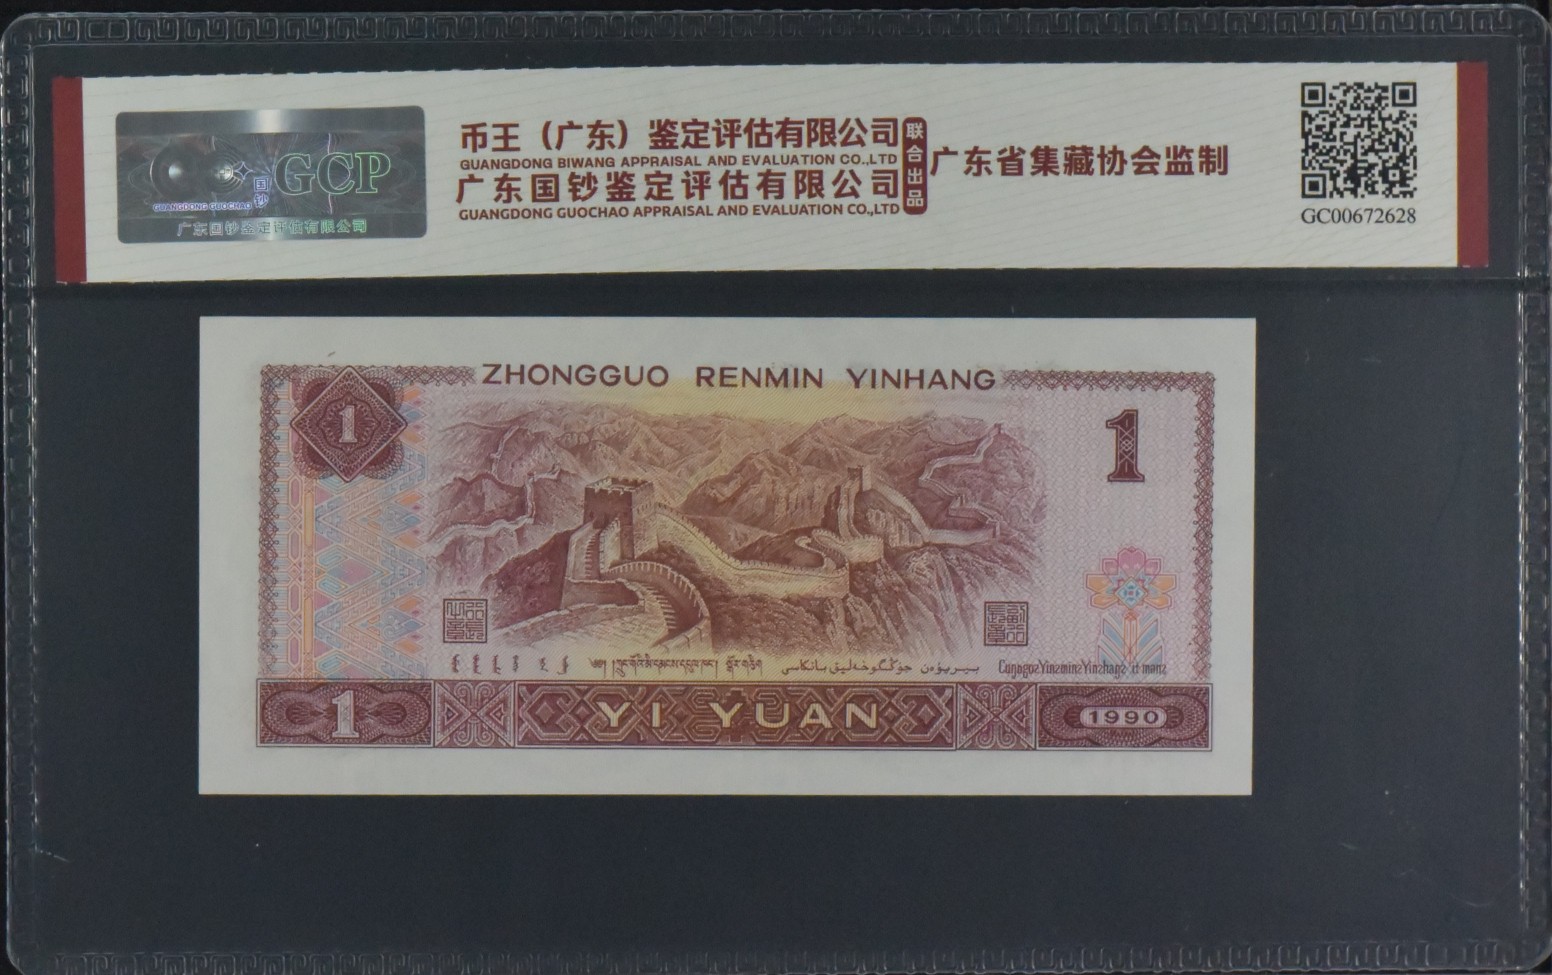 GCP
国钞
GUANGDONG GUOCHAO
广东国钞鉴定评估有限公司
币王（广东）鉴定评估有限公司
GUANGDONG BIWANG APPRAISAL AND EVALUATION CO.,LTD
广东国钞鉴定评估有限公司
GUANGDONG GUOCHAO APPRAISAL AND EVALUATION CO.,LTD
联合出品
广东省集藏协会监制
GC00672628
ZHONGGUO RENMIN YINHANG
1
1
1
YI YUAN
1990